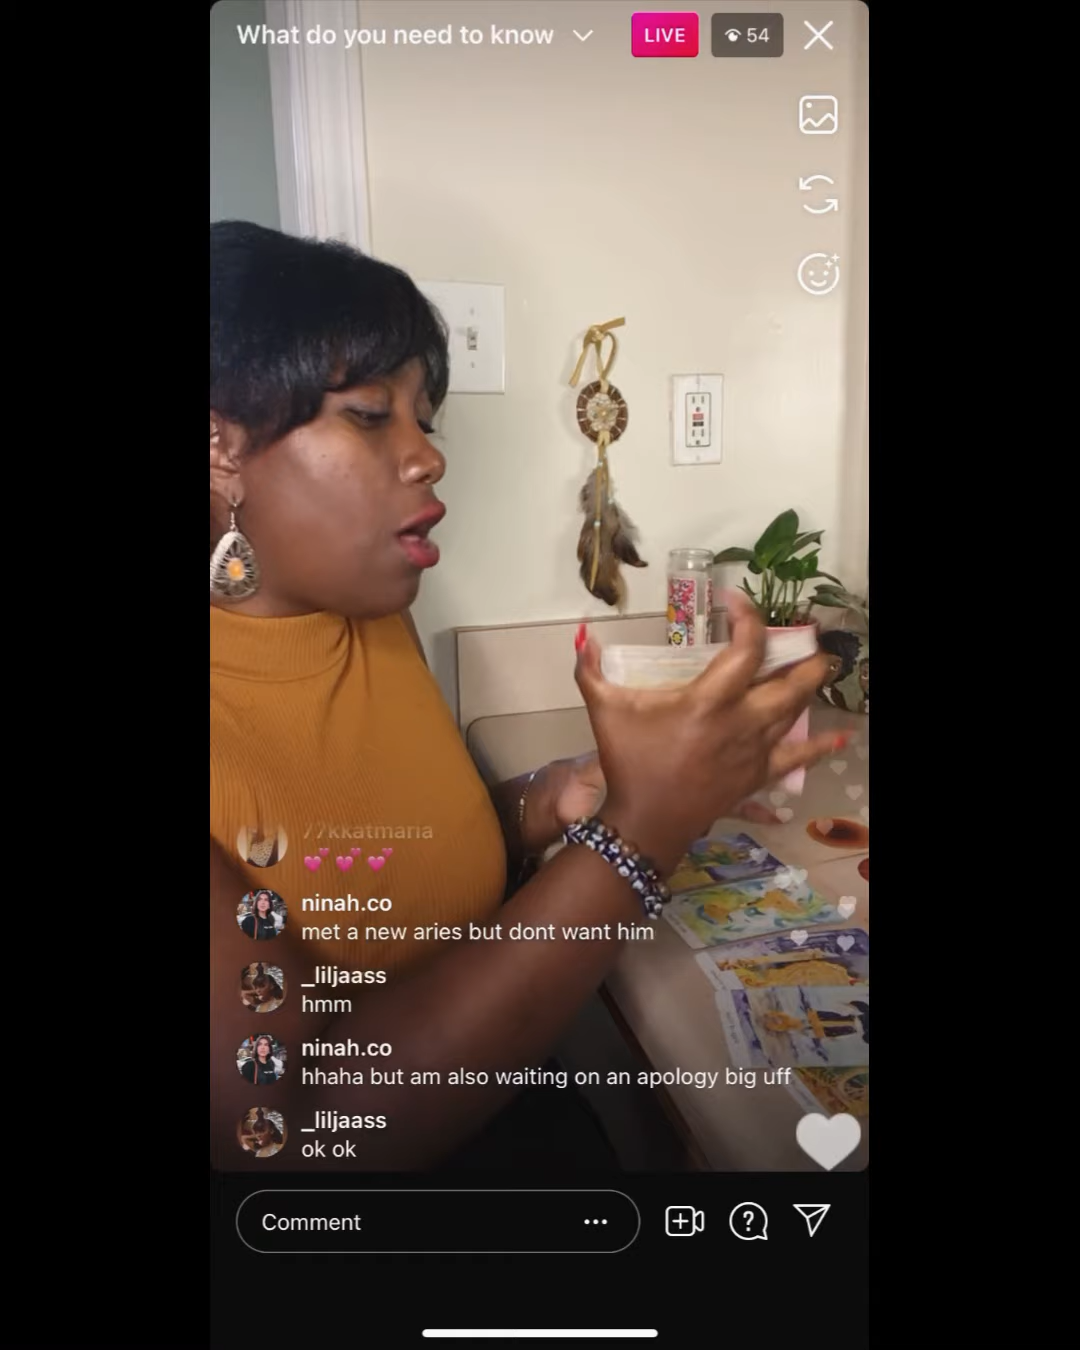 What do you need to know
LIVE
54
77kkatmaria
ninah.co
met a new aries but dont want him
_liljaass
hmm
ninah.co
hhaha but am also waiting on an apology big uff
_liljaass
ok ok
Comment